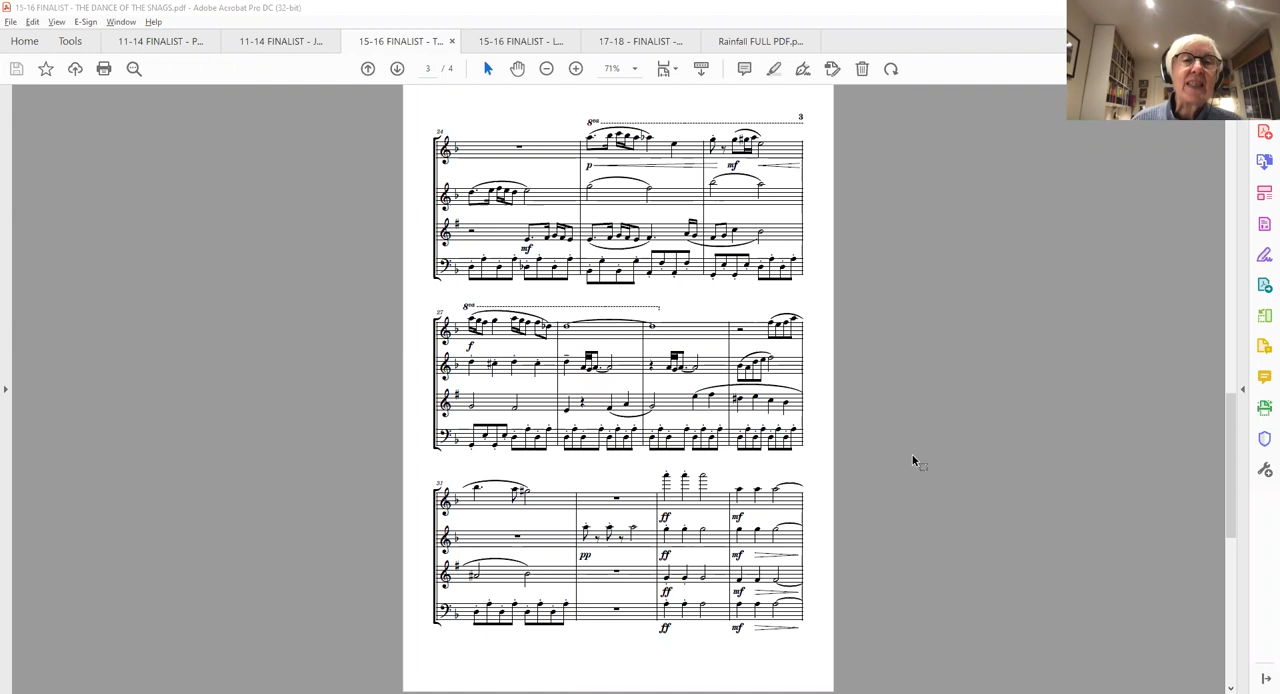 15-16 FINALIST - THE DANCE OF THE SNAGS.pdf - Adobe Acrobat Pro DC (32-bit)
File Edit View E-Sign Window Help
Home Tools 11-14 FINALIST - P... 11-14 FINALIST - J... 15-16 FINALIST - T... × 15-16 FINALIST - L... 17-18 - FINALIST -... Rainfall FULL PDF.p...
3 / 4 71%
8va 3
24
p mf
mf
8va
27
f
31
ff mf
pp ff mf
ff mf
ff mf